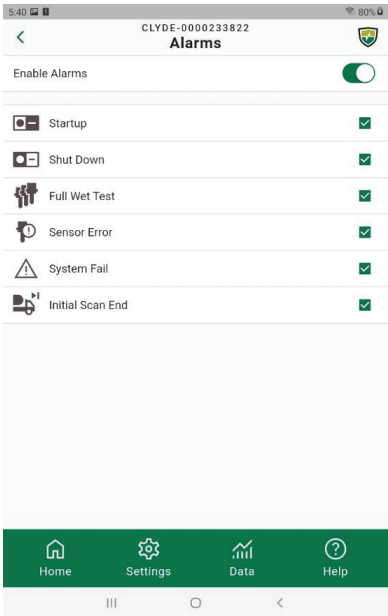 5:40 80%
CLYDE-0000233822
Alarms
Enable Alarms
Startup
Shut Down
Full Wet Test
Sensor Error
System Fail
Initial Scan End
Home Settings Data Help